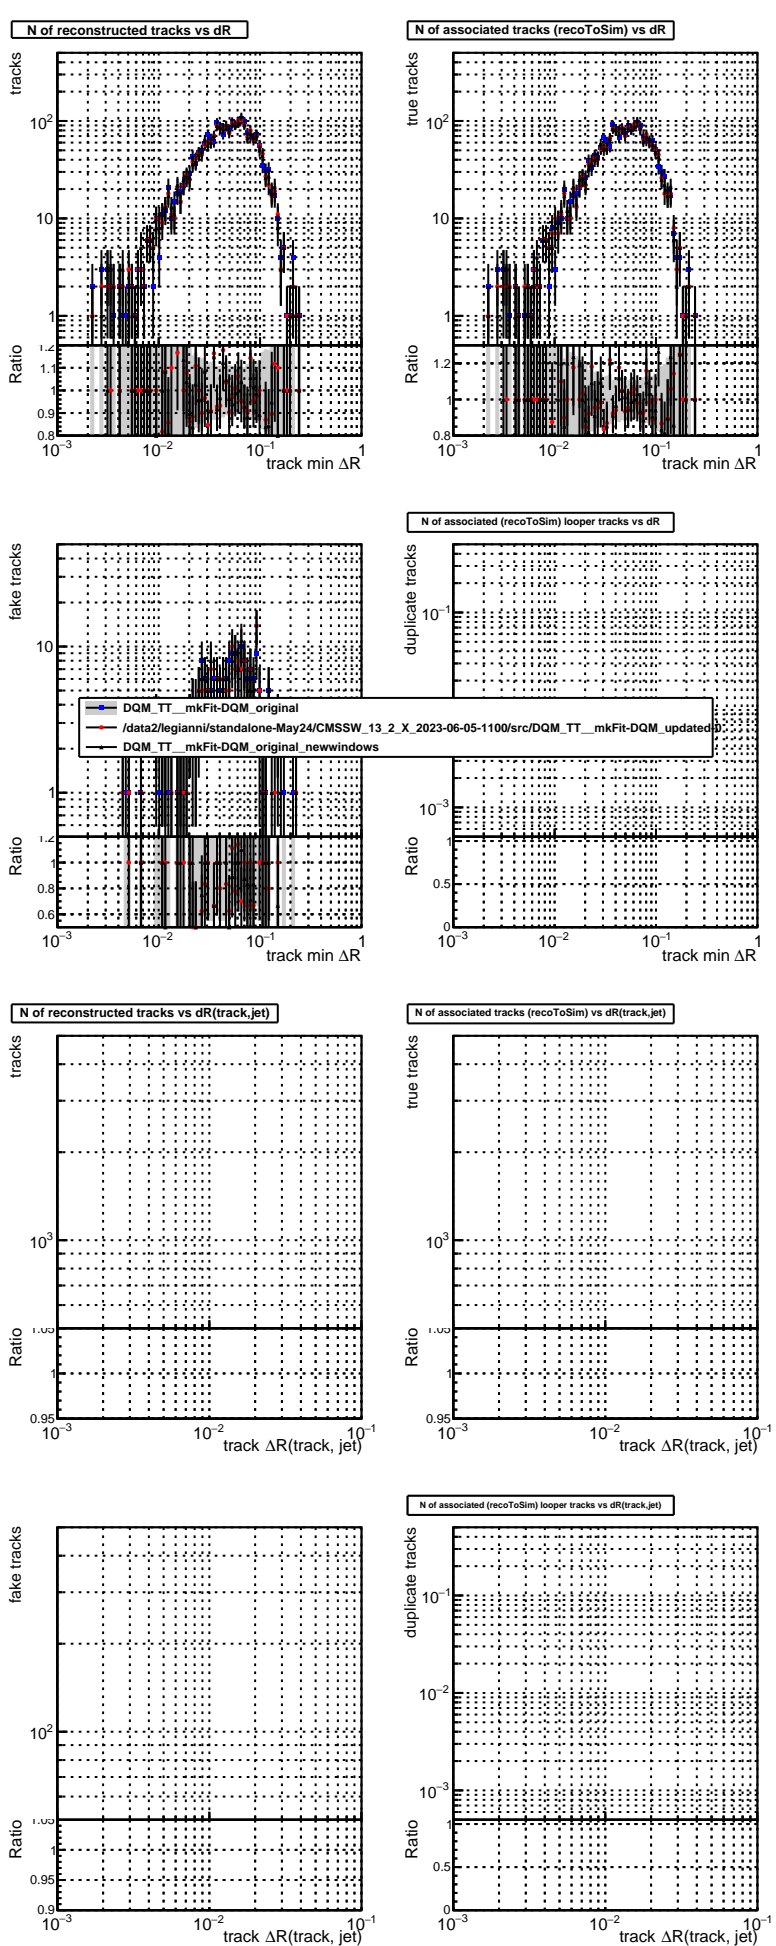 N of reconstructed tracks vs dR
tracks
10²
10
1
Ratio
1.2
1.1
1
0.9
0.8
10⁻³
10⁻²
10⁻¹
1
track min ΔR
N of associated tracks (recoToSim) vs dR
true tracks
10²
10
1
Ratio
1.2
1
0.8
10⁻³
10⁻²
10⁻¹
1
track min ΔR
fake tracks
10
1
Ratio
1.2
1
0.8
0.6
10⁻³
10⁻²
10⁻¹
1
track min ΔR
N of associated (recoToSim) looper tracks vs dR
duplicate tracks
10⁻¹
10⁻³
Ratio
1
0.5
0
10⁻³
10⁻²
10⁻¹
1
track min ΔR
DQM_TT__mkFit-DQM_original
/data2/legianni/standalone-May24/CMSSW_13_2_X_2023-06-05-1100/src/DQM_TT__mkFit-DQM_updated
DQM_TT__mkFit-DQM_original_newwindows
N of reconstructed tracks vs dR(track,jet)
tracks
10³
Ratio
1.05
1
0.95
10⁻³
10⁻²
10⁻¹
track ΔR(track, jet)
N of associated tracks (recoToSim) vs dR(track,jet)
true tracks
10³
Ratio
1.05
1
0.95
10⁻³
10⁻²
10⁻¹
track ΔR(track, jet)
fake tracks
10²
Ratio
1.05
1
0.95
0.9
10⁻³
10⁻²
10⁻¹
track ΔR(track, jet)
N of associated (recoToSim) looper tracks vs dR(track,jet)
duplicate tracks
10⁻¹
10⁻²
10⁻³
Ratio
1
0.5
0
10⁻³
10⁻²
10⁻¹
track ΔR(track, jet)